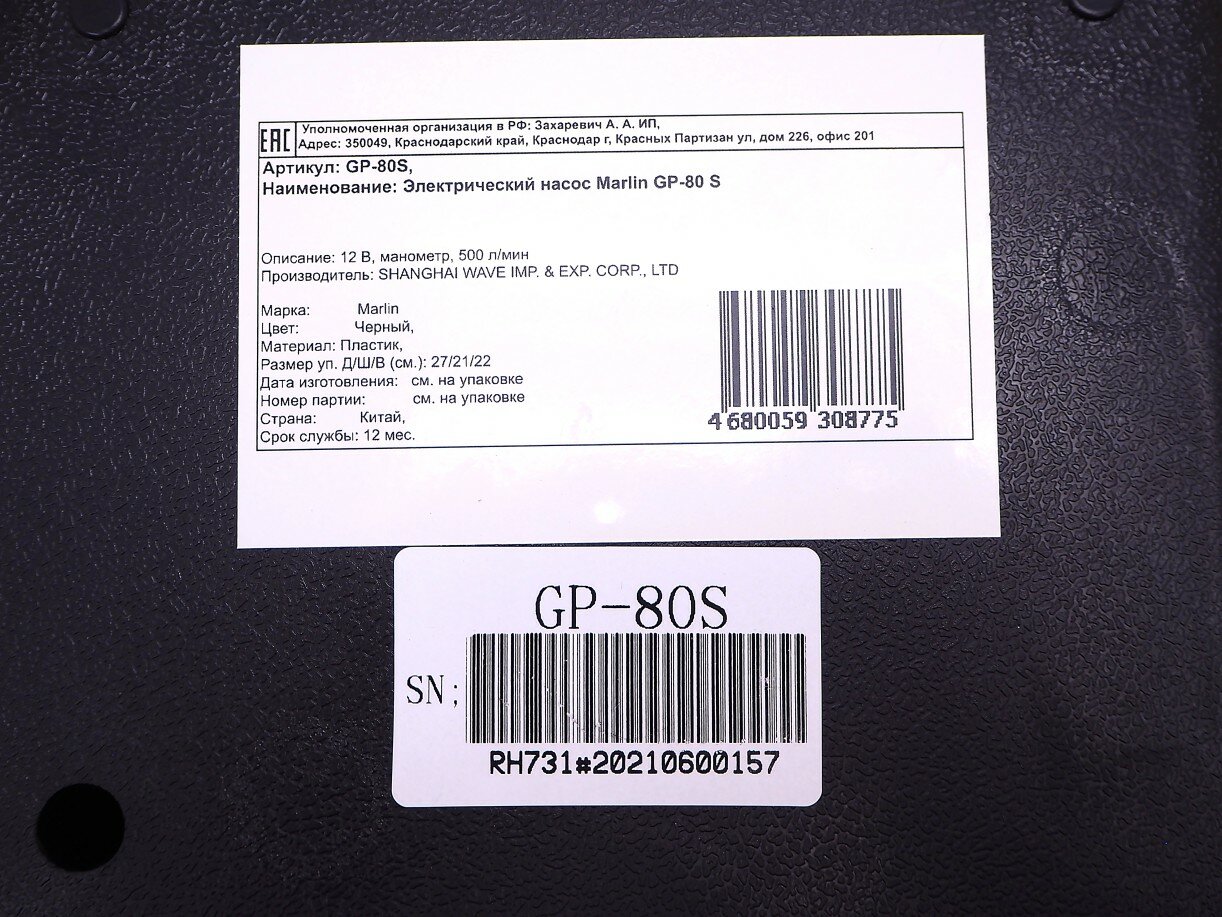 EAC Уполномоченная организация в РФ: Захаревич А. А. ИП,
Адрес: 350049, Краснодарский край, Краснодар г, Красных Партизан ул, дом 226, офис 201
Артикул: GP-80S,
Наименование: Электрический насос Marlin GP-80 S
Описание: 12 В, манометр, 500 л/мин
Производитель: SHANGHAI WAVE IMP. & EXP. CORP., LTD
Марка: Marlin
Цвет: Черный,
Материал: Пластик,
Размер уп. Д/Ш/В (см.): 27/21/22
Дата изготовления: см. на упаковке
Номер партии: см. на упаковке
Страна: Китай,
Срок службы: 12 мес.
4 680059 308775
GP-80S
SN;
RH731#20210600157